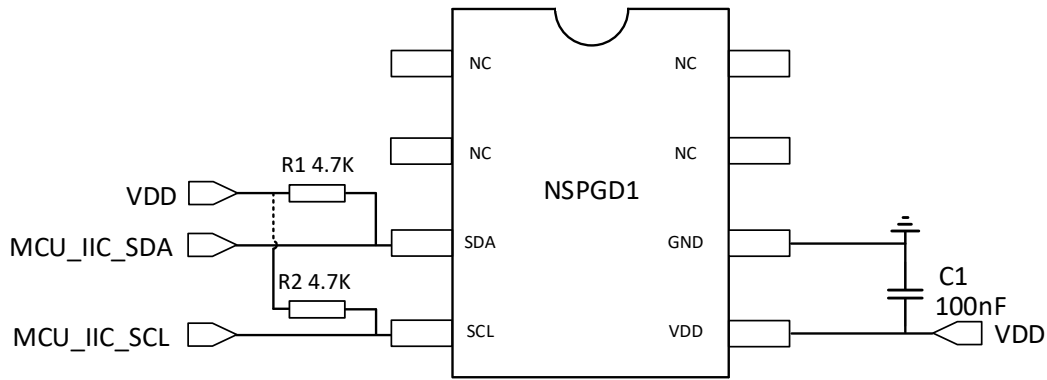 NC
NC
NC
NC
R1 4.7K
VDD
NSPGD1
MCU_IIC_SDA
SDA
GND
R2 4.7K
C1
100nF
MCU_IIC_SCL
SCL
VDD
VDD